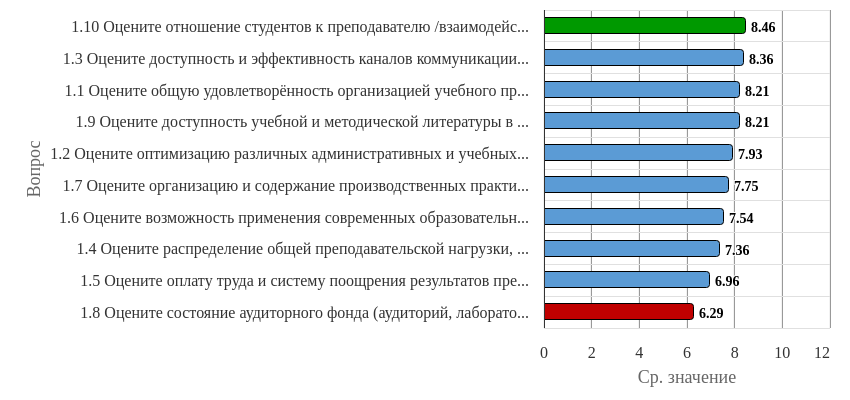 1.10 Оцените отношение студентов к преподавателю /взаимодейс... 8.46
1.3 Оцените доступность и эффективность каналов коммуникации... 8.36
1.1 Оцените общую удовлетворённость организацией учебного пр... 8.21
1.9 Оцените доступность учебной и методической литературы в ... 8.21
1.2 Оцените оптимизацию различных административных и учебных... 7.93
1.7 Оцените организацию и содержание производственных практи... 7.75
1.6 Оцените возможность применения современных образовательн... 7.54
1.4 Оцените распределение общей преподавательской нагрузки, ... 7.36
1.5 Оцените оплату труда и систему поощрения результатов пре... 6.96
1.8 Оцените состояние аудиторного фонда (аудиторий, лаборато... 6.29
Вопрос
0 2 4 6 8 10 12
Ср. значение